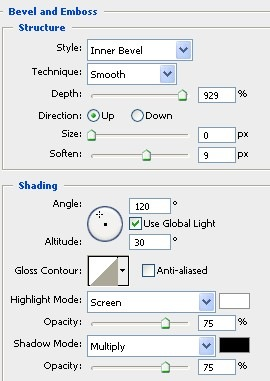 Bevel and Emboss
Structure
Style: Inner Bevel
Technique: Smooth
Depth: 929 %
Direction: Up Down
Size: 0 px
Soften: 9 px
Shading
Angle: 120 °
Use Global Light
Altitude: 30 °
Gloss Contour: Anti-aliased
Highlight Mode: Screen
Opacity: 75 %
Shadow Mode: Multiply
Opacity: 75 %